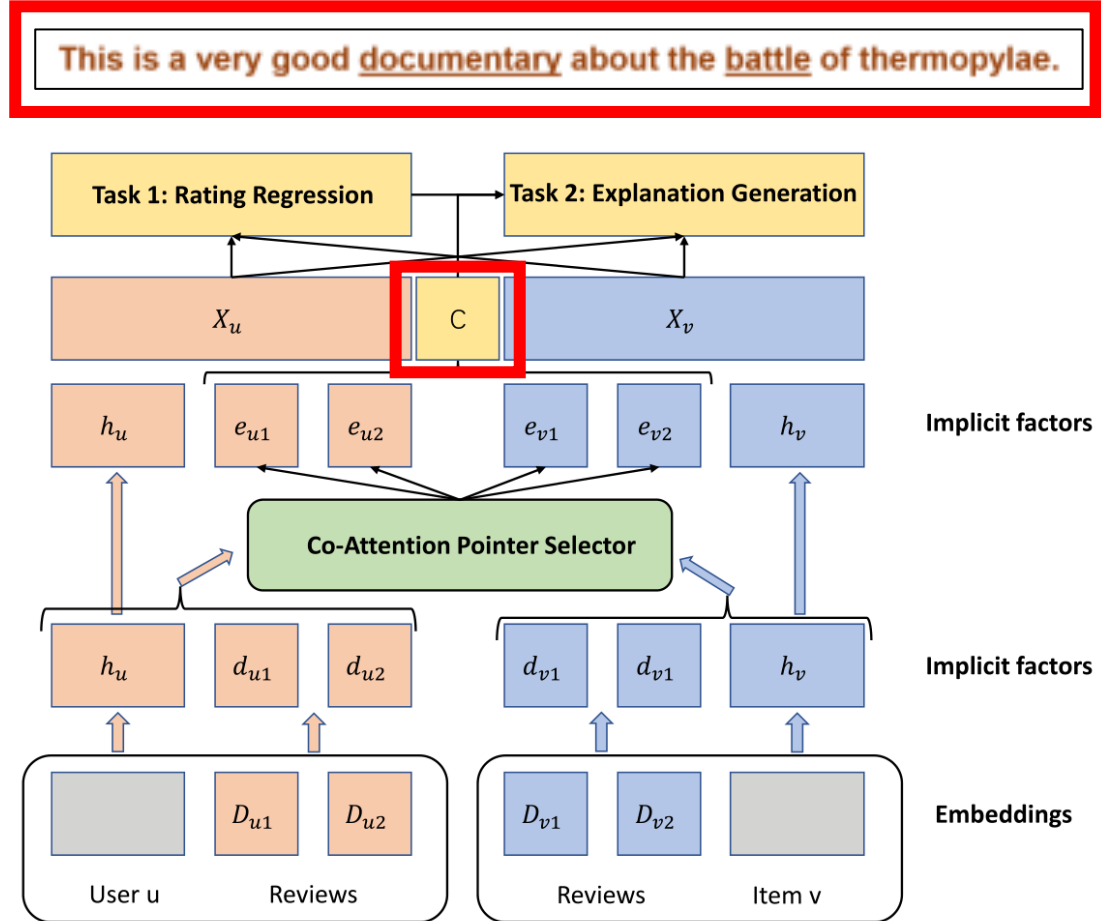 This is a very good documentary about the battle of thermopylae.
Task 1: Rating Regression
Task 2: Explanation Generation
X_u
C
X_v
h_u
e_u1
e_u2
e_v1
e_v2
h_v
Implicit factors
Co-Attention Pointer Selector
h_u
d_u1
d_u2
d_v1
d_v1
h_v
Implicit factors
D_u1
D_u2
D_v1
D_v2
Embeddings
User u
Reviews
Reviews
Item v